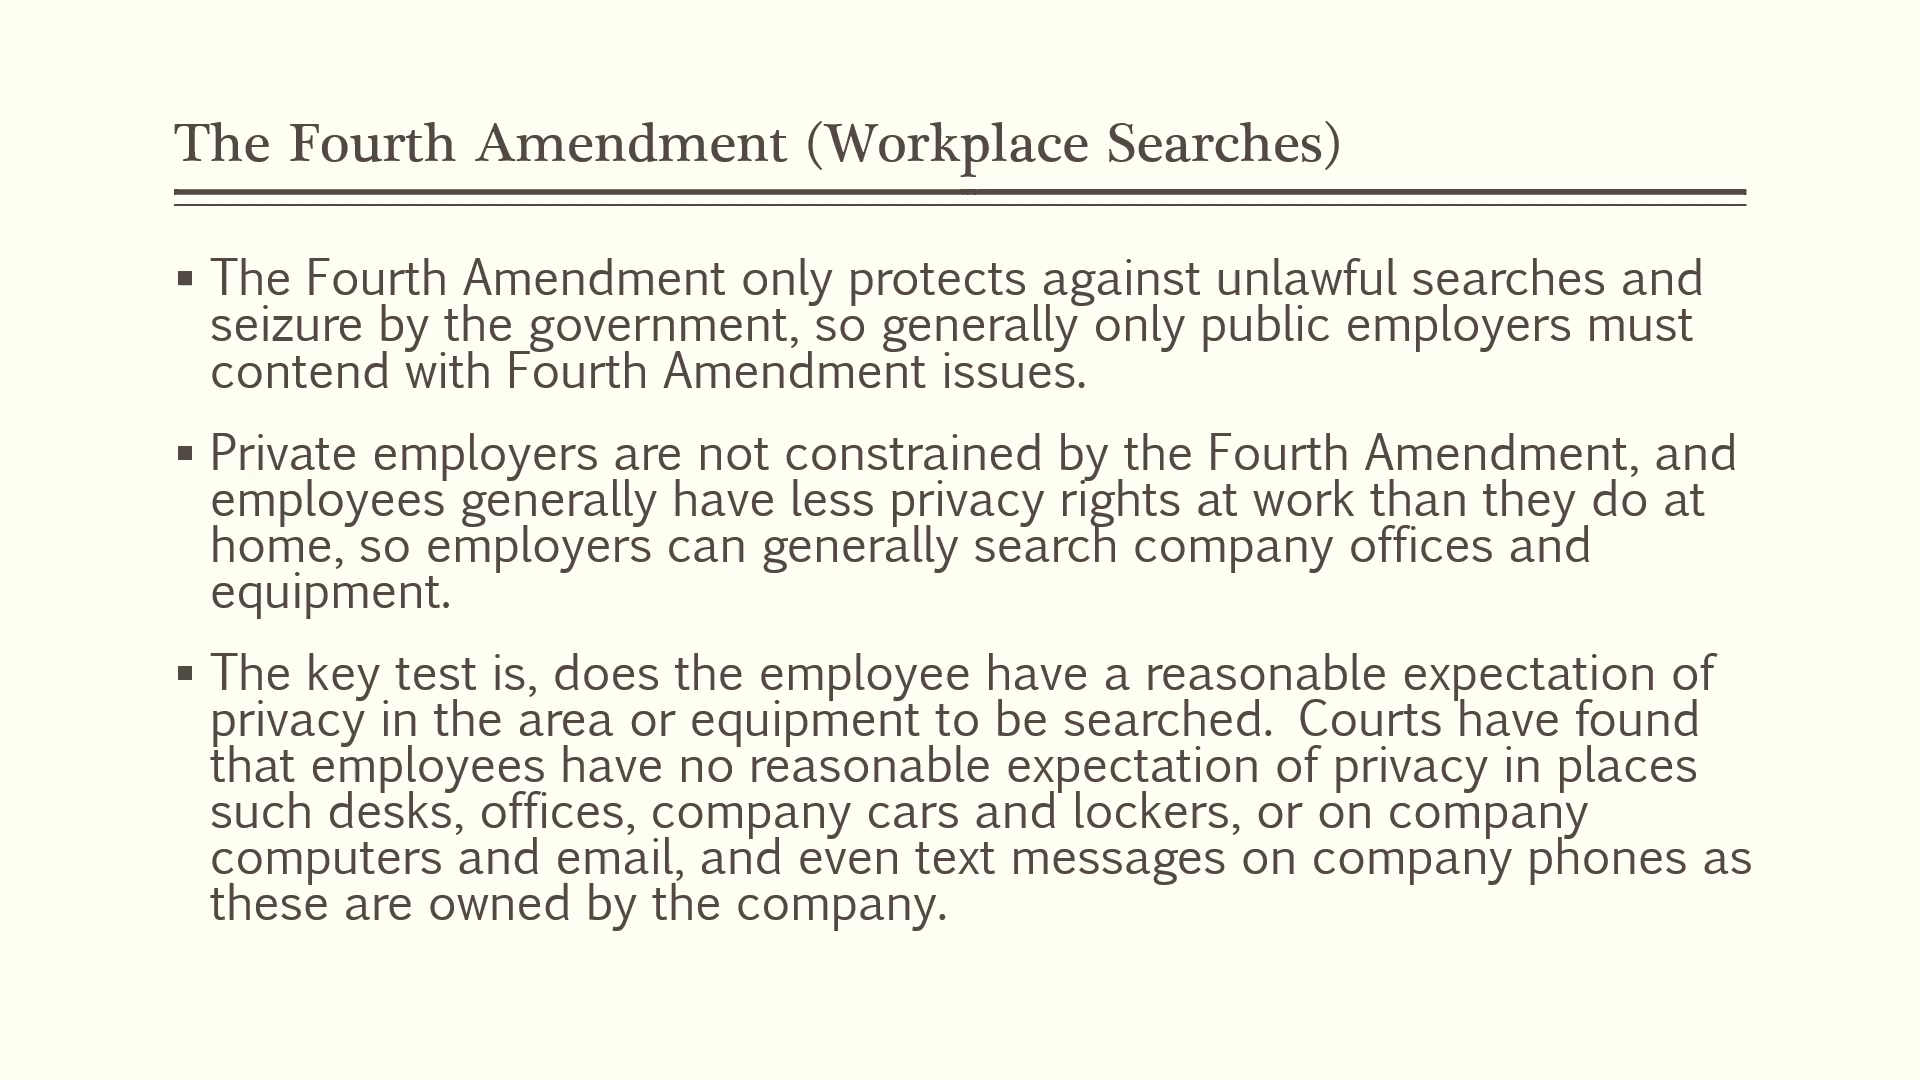 The Fourth Amendment (Workplace Searches)
▪ The Fourth Amendment only protects against unlawful searches and
seizure by the government, so generally only public employers must
contend with Fourth Amendment issues.
▪ Private employers are not constrained by the Fourth Amendment, and
employees generally have less privacy rights at work than they do at
home, so employers can generally search company offices and
equipment.
▪ The key test is, does the employee have a reasonable expectation of
privacy in the area or equipment to be searched.  Courts have found
that employees have no reasonable expectation of privacy in places
such desks, offices, company cars and lockers, or on company
computers and email, and even text messages on company phones as
these are owned by the company.